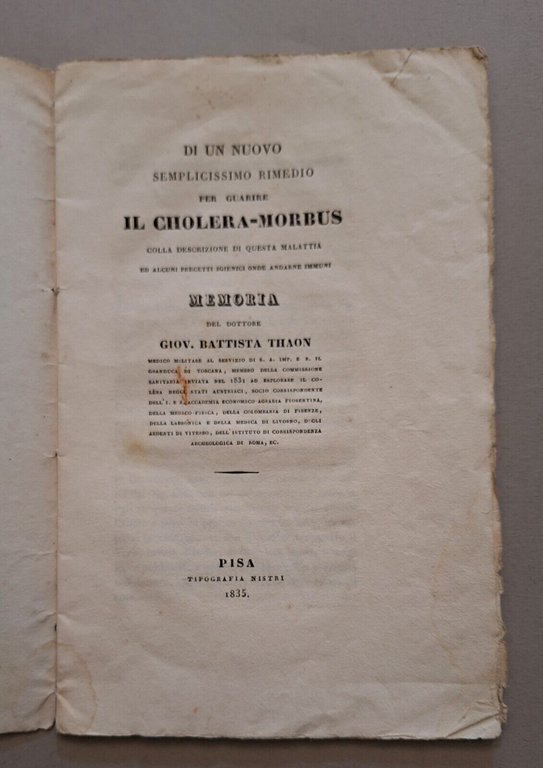 DI UN NUOVO
SEMPLICISSIMO RIMEDIO
PER GUARIRE
IL CHOLERA-MORBUS
COLLA DESCRIZIONE DI QUESTA MALATTIA
ED ALCUNI PRECETTI IGIENICI ONDE ANDARNE IMMUNI
MEMORIA
DEL DOTTORE
GIOV. BATTISTA THAON
MEDICO MILITARE AL SERVIZIO DI S. A. IMP. E R. IL
GRANDUCA DI TOSCANA, MEMBRO DELLA COMMISSIONE
SANITARIA INVIATA NEL 1831 AD ESPLORARE IL CO-
LÈRA NEGLI STATI AUSTRIACI, SOCIO CORRISPONDENTE
DELL'I. E R. ACCADEMIA ECONOMICO AGRARIA FIORENTINA,
DELLA MEDICO-FISICA, DELLA COLOMBARIA DI FIRENZE,
DELLA LABRONICA E DELLA MEDICA DI LIVORNO, D'GLI
ARDENTI DI VITERBO, DELL'ISTITUTO DI CORRISPONDENZA
ARCHEOLOGICA DI ROMA, EC.
PISA
TIPOGRAFIA NISTRI
1835.